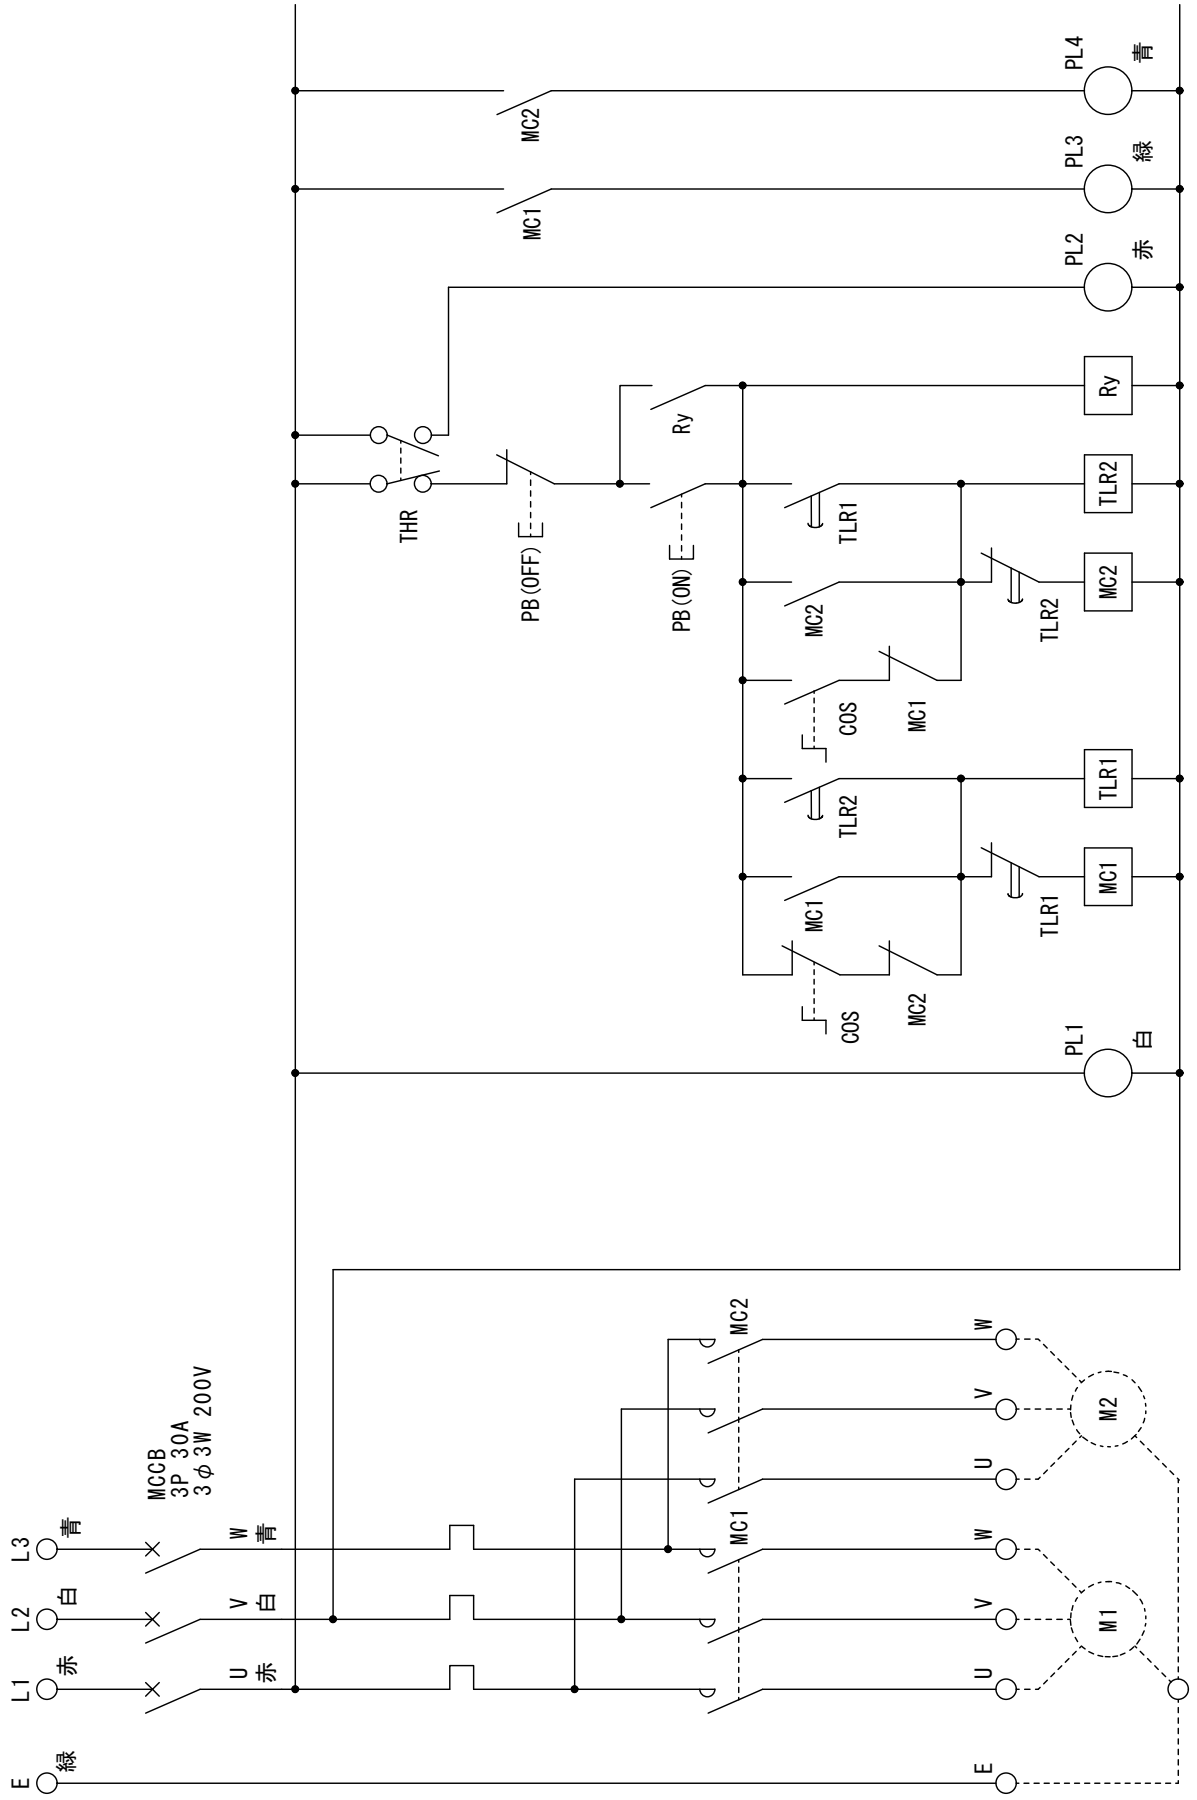 E
緑
L1
赤
L2
白
L3
青
MCCB
3P 30A
3φ3W 200V
U
赤
V
白
W
青
MC1
MC2
E
U
V
W
U
V
W
M1
M2
PL1
白
COS
MC2
MC1
TLR1
MC1
TLR2
TLR1
COS
MC1
MC2
TLR2
MC2
TLR1
TLR2
THR
PB(OFF)
PB(ON)
Ry
Ry
PL2
赤
MC1
PL3
緑
MC2
PL4
青